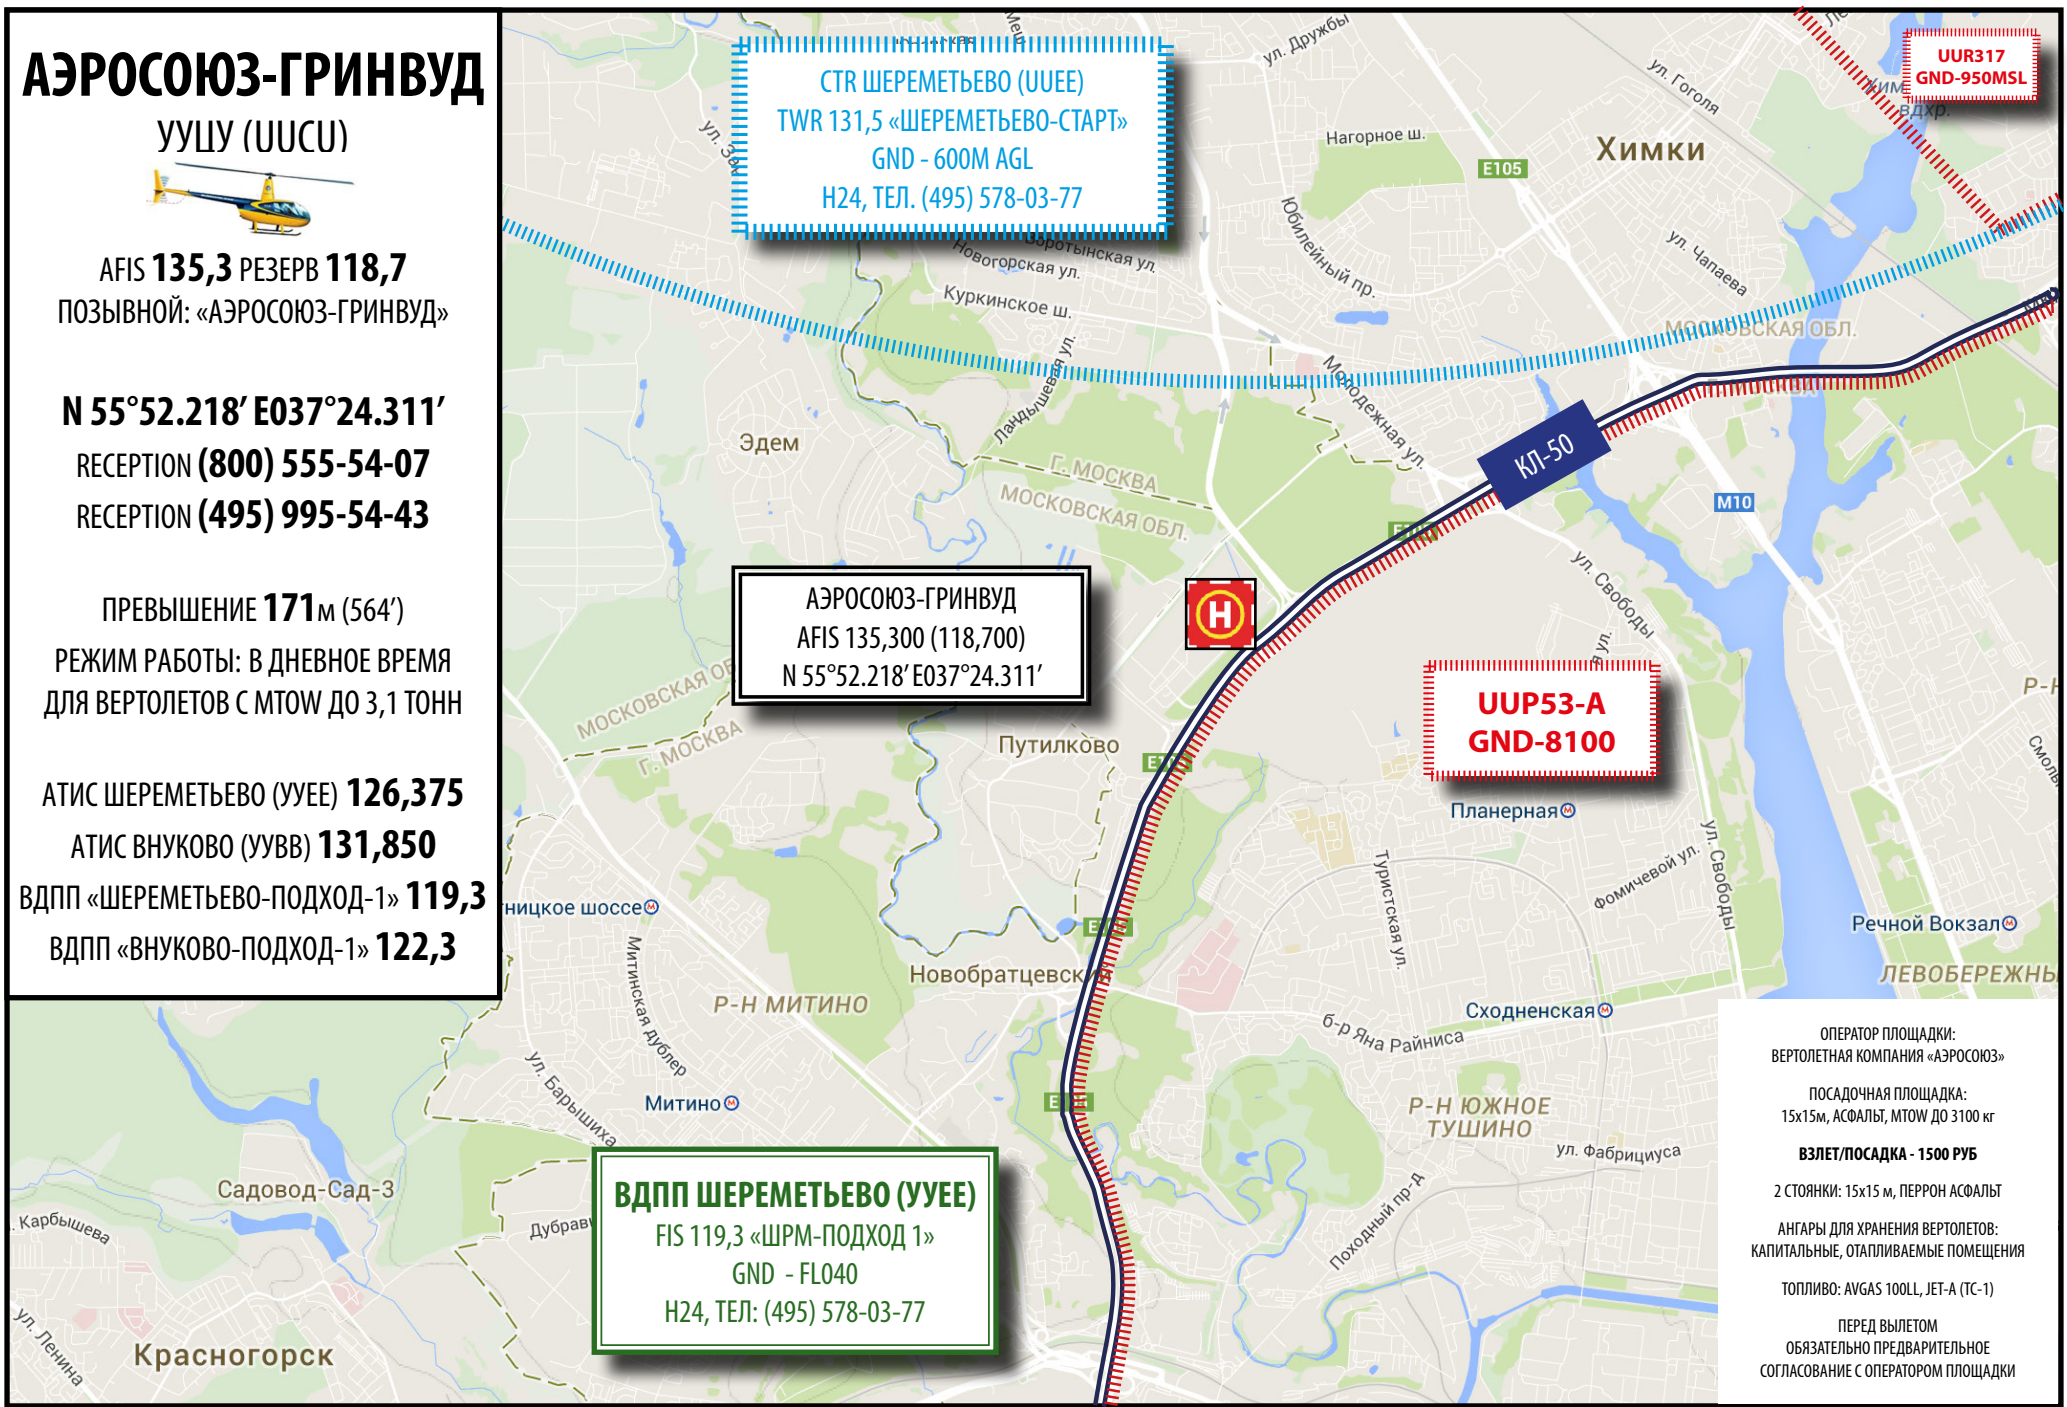 АЭРОСОЮЗ-ГРИНВУД
УУЦУ (UUCU)
AFIS 135,3 РЕЗЕРВ 118,7
ПОЗЫВНОЙ: «АЭРОСОЮЗ-ГРИНВУД»
N 55°52.218′ E037°24.311′
RECEPTION (800) 555-54-07
RECEPTION (495) 995-54-43
ПРЕВЫШЕНИЕ 171м (564′)
РЕЖИМ РАБОТЫ: В ДНЕВНОЕ ВРЕМЯ
ДЛЯ ВЕРТОЛЕТОВ С MTOW ДО 3,1 ТОНН
АТИС ШЕРЕМЕТЬЕВО (УУЕЕ) 126,375
АТИС ВНУКОВО (УУВВ) 131,850
ВДПП «ШЕРЕМЕТЬЕВО-ПОДХОД-1» 119,3
ВДПП «ВНУКОВО-ПОДХОД-1» 122,3
CTR ШЕРЕМЕТЬЕВО (UUEE)
TWR 131,5 «ШЕРЕМЕТЬЕВО-СТАРТ»
GND - 600M AGL
H24, ТЕЛ. (495) 578-03-77
UUR317
GND-950MSL
ул. Дружбы
ул. Гоголя
Нагорное ш.
Химки
E105
вдхр.
Юбилейный пр.
ул. Чапаева
Воротынская ул.
Новогорская ул.
Куркинское ш.
МОСКОВСКАЯ ОБЛ.
Ландышевая ул.
Молодежная ул.
Эдем
Г. МОСКВА
МОСКОВСКАЯ ОБЛ.
КЛ-50
M10
ул. Свободы
АЭРОСОЮЗ-ГРИНВУД
AFIS 135,300 (118,700)
N 55°52.218′ E037°24.311′
H
UUP53-A
GND-8100
МОСКОВСКАЯ ОБ
Г. МОСКВА
Путилково
Планерная
Туристская ул.
Фомичевой ул.
ул. Свободы
Речной Вокзал
ницкое шоссе
Митинская дублер
Новобратцевск
Р-Н МИТИНО
Сходненская
б-р Яна Райниса
ЛЕВОБЕРЕЖНЫ
ул. Барышиха
Митино
Р-Н ЮЖНОЕ
ТУШИНО
ул. Фабрициуса
Походный пр-д
Садовод-Сад-3
Карбышева
Дубрав
ул. Ленина
Красногорск
ВДПП ШЕРЕМЕТЬЕВО (УУЕЕ)
FIS 119,3 «ШРМ-ПОДХОД 1»
GND - FL040
H24, ТЕЛ: (495) 578-03-77
ОПЕРАТОР ПЛОЩАДКИ:
ВЕРТОЛЕТНАЯ КОМПАНИЯ «АЭРОСОЮЗ»
ПОСАДОЧНАЯ ПЛОЩАДКА:
15х15м, АСФАЛЬТ, MTOW ДО 3100 кг
ВЗЛЕТ/ПОСАДКА - 1500 РУБ
2 СТОЯНКИ: 15х15 м, ПЕРРОН АСФАЛЬТ
АНГАРЫ ДЛЯ ХРАНЕНИЯ ВЕРТОЛЕТОВ:
КАПИТАЛЬНЫЕ, ОТАПЛИВАЕМЫЕ ПОМЕЩЕНИЯ
ТОПЛИВО: AVGAS 100LL, JET-A (ТС-1)
ПЕРЕД ВЫЛЕТОМ
ОБЯЗАТЕЛЬНО ПРЕДВАРИТЕЛЬНОЕ
СОГЛАСОВАНИЕ С ОПЕРАТОРОМ ПЛОЩАДКИ